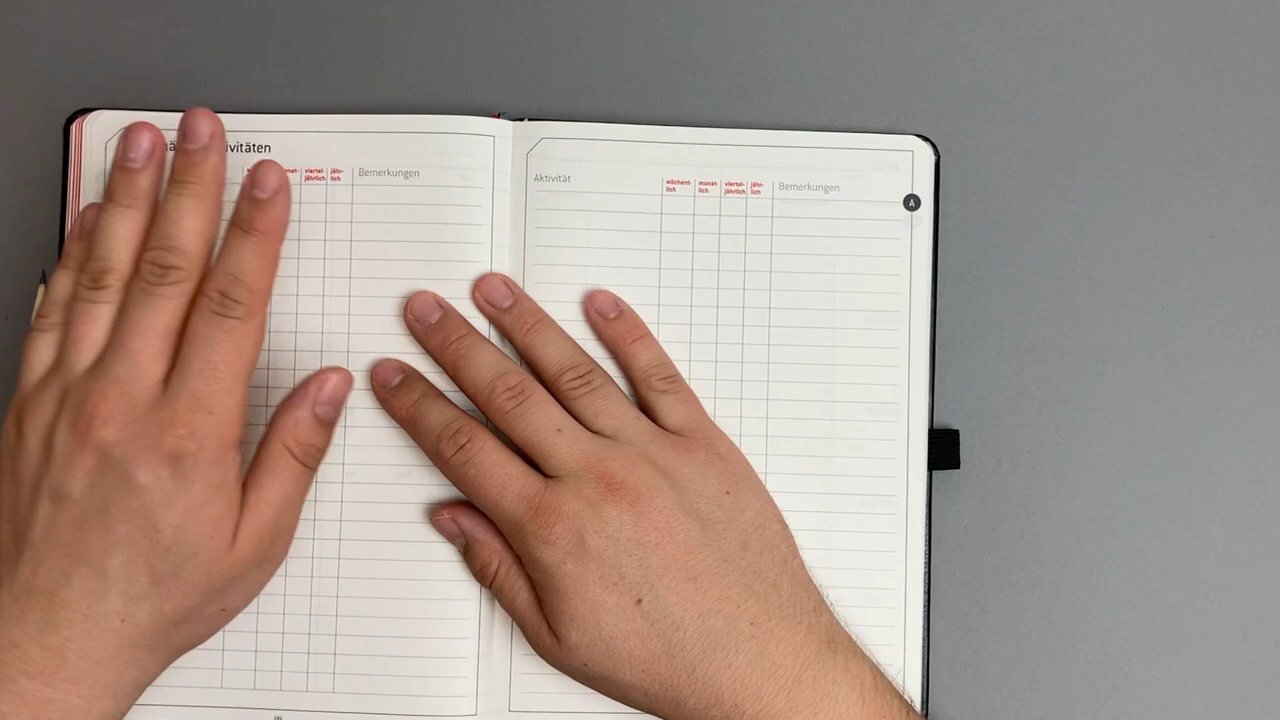 ivitäten
viertel-
jährlich
jähr-
lich
Bemerkungen
Aktivität
wöchent-
lich
monat-
lich
viertel-
jährlich
jähr-
lich
Bemerkungen
A